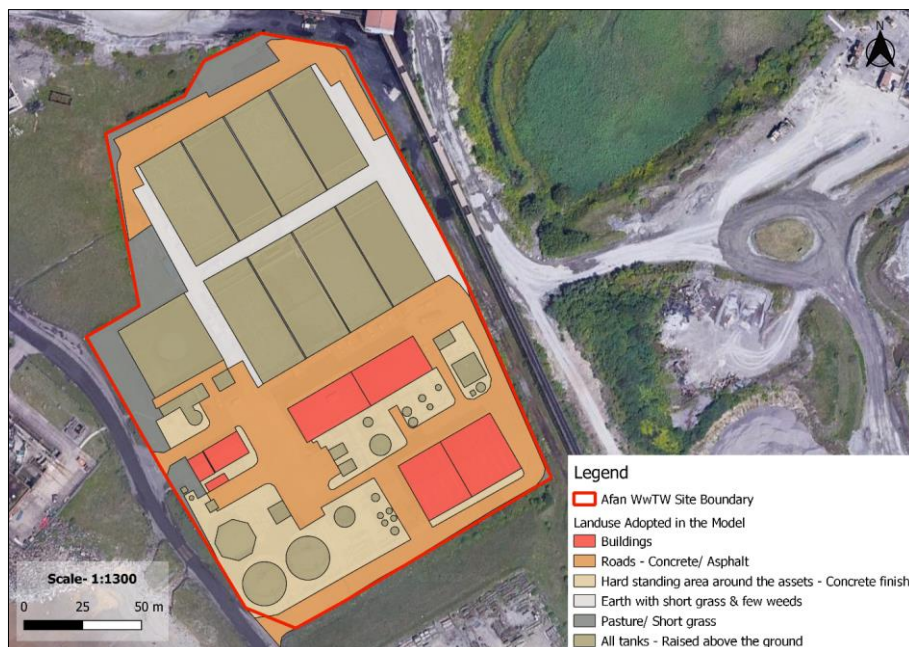 N
Legend
Afan WwTW Site Boundary
Landuse Adopted in the Model
Buildings
Roads - Concrete/ Asphalt
Hard standing area around the assets - Concrete finish
Earth with short grass & few weeds
Pasture/ Short grass
All tanks - Raised above the ground
Scale- 1:1300
0 25 50 m